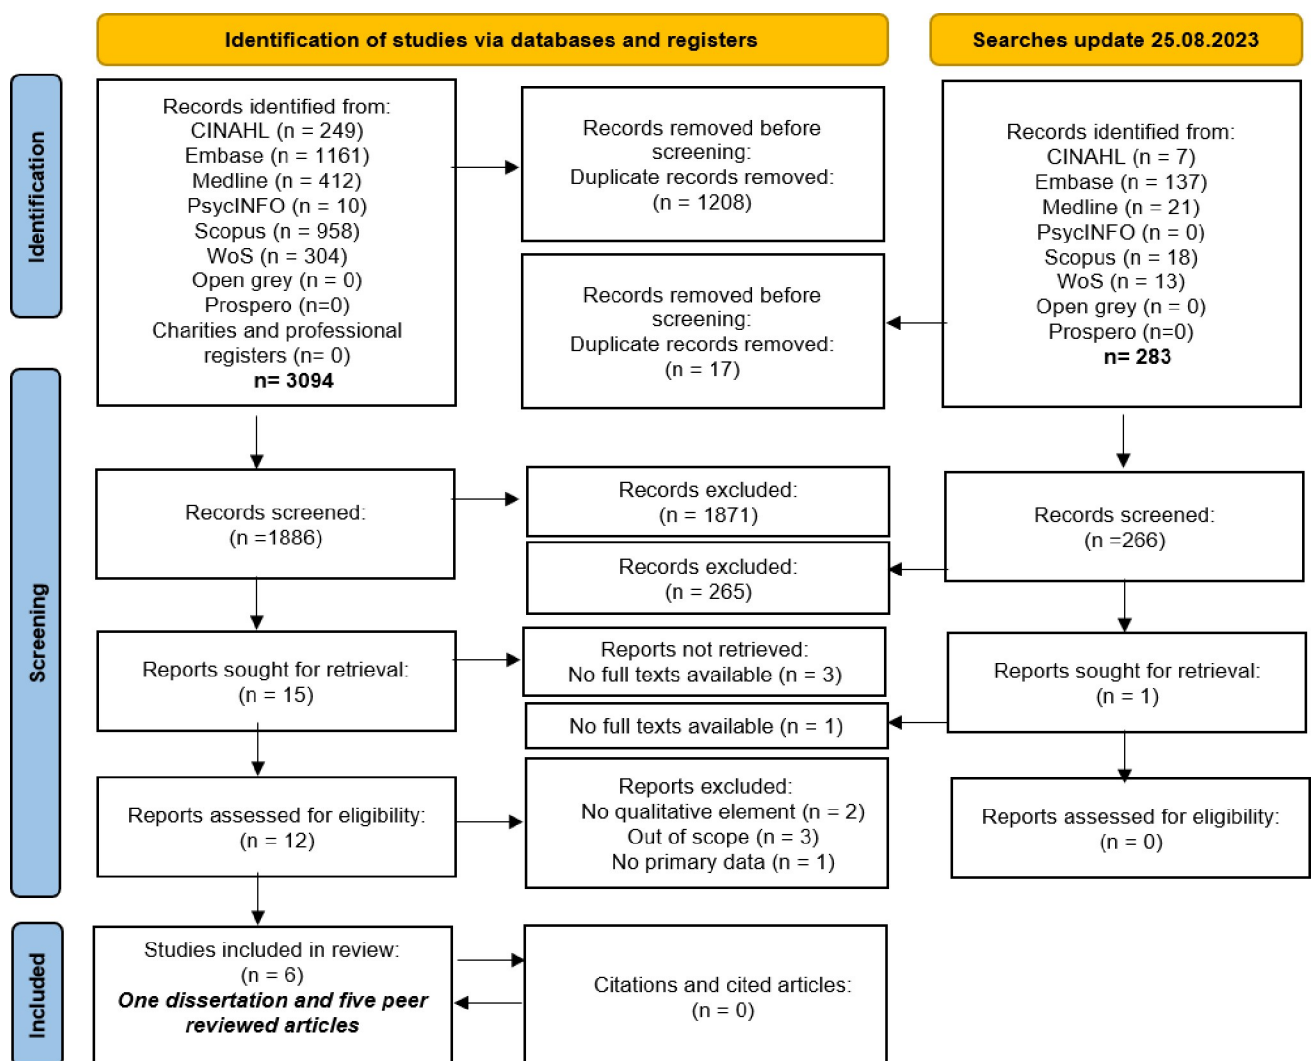 Identification of studies via databases and registers
Searches update 25.08.2023
Identification
Records identified from:
CINAHL (n = 249)
Embase (n = 1161)
Medline (n = 412)
PsycINFO (n = 10)
Scopus (n = 958)
WoS (n = 304)
Open grey (n = 0)
Prospero (n=0)
Charities and professional
registers (n= 0)
n= 3094
Records removed before
screening:
Duplicate records removed:
(n = 1208)
Records removed before
screening:
Duplicate records removed:
(n = 17)
Records identified from:
CINAHL (n = 7)
Embase (n = 137)
Medline (n = 21)
PsycINFO (n = 0)
Scopus (n = 18)
WoS (n = 13)
Open grey (n = 0)
Prospero (n=0)
n= 283
Screening
Records screened:
(n =1886)
Records excluded:
(n = 1871)
Records excluded:
(n = 265)
Records screened:
(n =266)
Reports sought for retrieval:
(n = 15)
Reports not retrieved:
No full texts available (n = 3)
No full texts available (n = 1)
Reports sought for retrieval:
(n = 1)
Reports assessed for eligibility:
(n = 12)
Reports excluded:
No qualitative element (n = 2)
Out of scope (n = 3)
No primary data (n = 1)
Reports assessed for eligibility:
(n = 0)
Included
Studies included in review:
(n = 6)
One dissertation and five peer
reviewed articles
Citations and cited articles:
(n = 0)